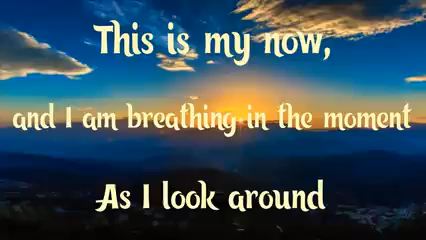 This is my now,
and I am breathing in the moment
As I look around